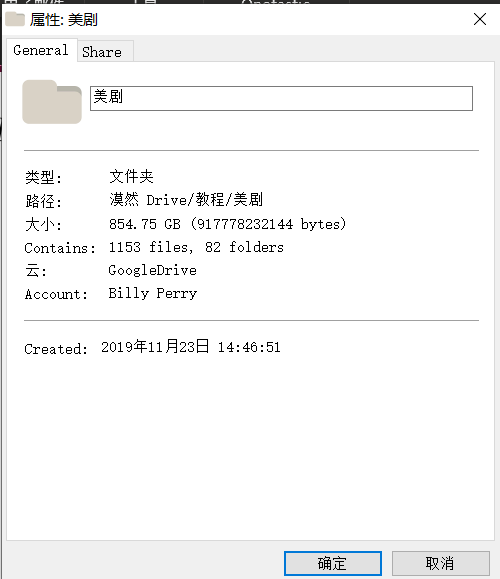 属性: 美剧
General Share
美剧
类型: 文件夹
路径: 漠然 Drive/教程/美剧
大小: 854.75 GB (917778232144 bytes)
Contains: 1153 files, 82 folders
云: GoogleDrive
Account: Billy Perry
Created: 2019年11月23日 14:46:51
确定 取消